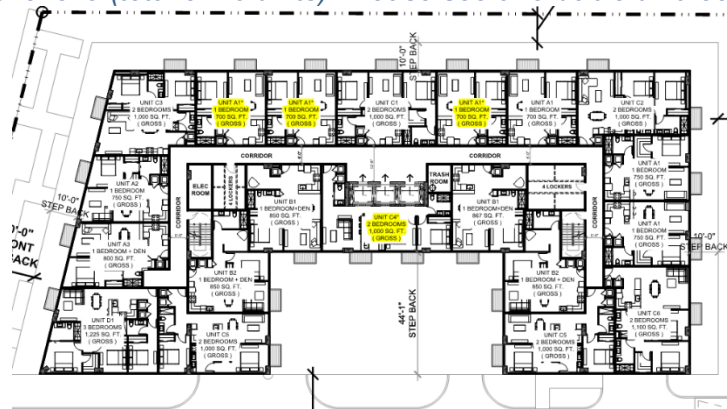 (total
10'-0"
STEP BACK
UNIT C3
2 BEDROOMS
1,000 SQ. FT.
( GROSS )
UNIT A1*
1 BEDROOM
700 SQ. FT.
( GROSS )
UNIT A1*
1 BEDROOM
700 SQ. FT.
( GROSS )
UNIT C1
2 BEDROOMS
1,000 SQ. FT.
( GROSS )
UNIT A1*
1 BEDROOM
700 SQ. FT.
( GROSS )
UNIT A1
1 BEDROOM
700 SQ. FT.
( GROSS )
UNIT C2
2 BEDROOMS
1,000 SQ. FT.
( GROSS )
CORRIDOR
CORRIDOR
UNIT A2
1 BEDROOM
750 SQ. FT.
( GROSS )
ELEC
ROOM
4 LOCKERS
UNIT B1
1 BEDROOM+DEN
850 SQ. FT.
( GROSS )
TRASH
ROOM
UNIT B1
1 BEDROOM+DEN
867 SQ. FT.
( GROSS )
4 LOCKERS
UNIT A1
1 BEDROOM
750 SQ. FT.
( GROSS )
10'-0"
STEP BACK
CORRIDOR
UNIT C4*
2 BEDROOMS
1,000 SQ. FT.
( GROSS )
CORRIDOR
UNIT A1
1 BEDROOM
750 SQ. FT.
( GROSS )
10'-0"
STEP BACK
UNIT A3
1 BEDROOM + DEN
800 SQ. FT.
( GROSS )
UNIT B2
1 BEDROOM + DEN
850 SQ. FT.
( GROSS )
44'-1"
STEP BACK
UNIT B2
1 BEDROOM + DEN
850 SQ. FT.
( GROSS )
UNIT D1
3 BEDROOMS
1,225 SQ. FT.
( GROSS )
UNIT C5
2 BEDROOMS
1,000 SQ. FT.
( GROSS )
UNIT C5
2 BEDROOMS
1,000 SQ. FT.
( GROSS )
UNIT C6
2 BEDROOMS
1,100 SQ. FT.
( GROSS )